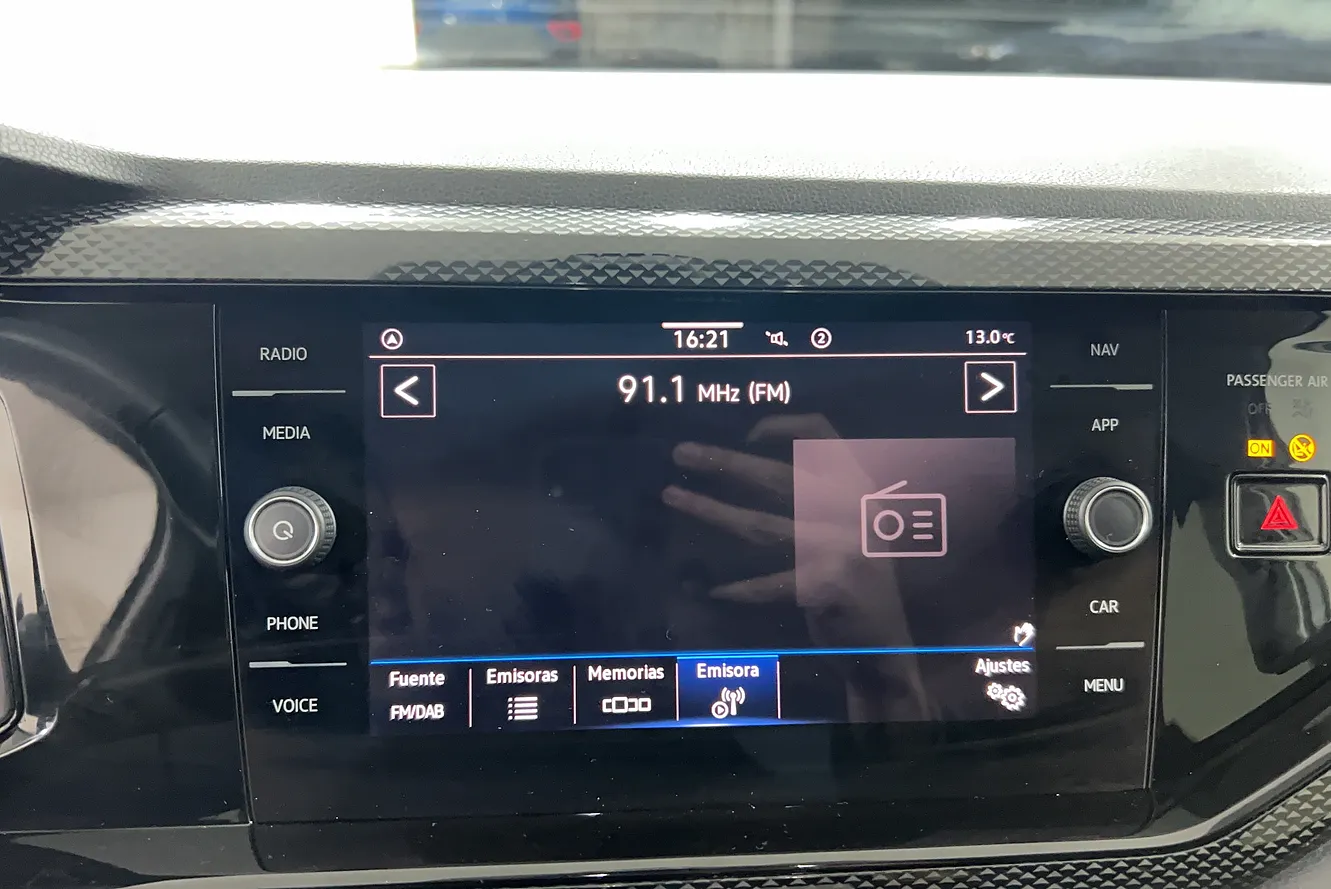 RADIO
MEDIA
PHONE
VOICE
16:21
2
13.0°C
<
91.1 MHz (FM)
>
Fuente
FM/DAB
Emisoras
Memorias
Emisora
Ajustes
NAV
APP
CAR
MENU
PASSENGER AIR
OFF
ON